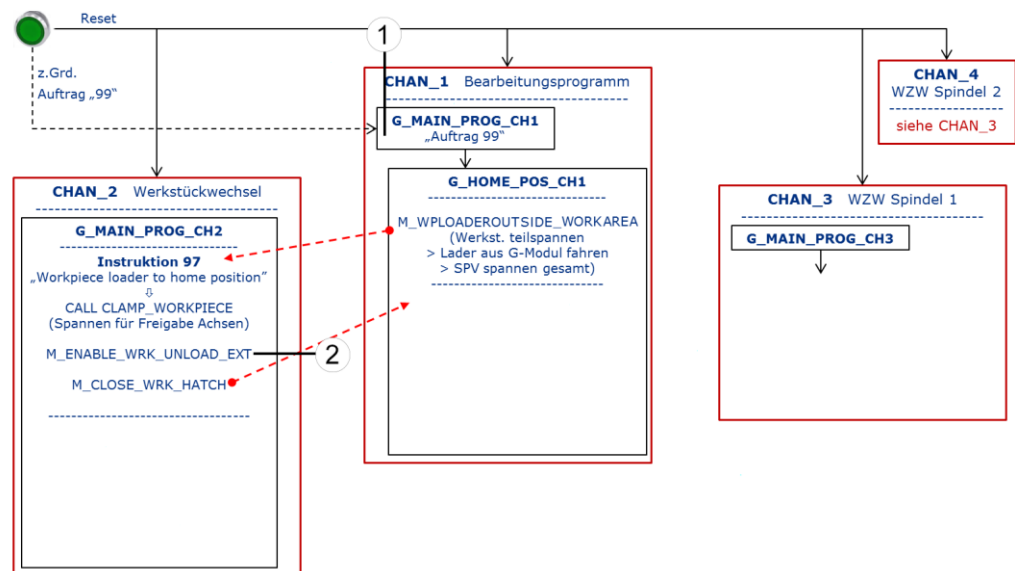 Reset
z.Grd.
Auftrag „99“
1
CHAN_1 Bearbeitungsprogramm
G_MAIN_PROG_CH1
„Auftrag 99“
G_HOME_POS_CH1
M_WPLOADEROUTSIDE_WORKAREA
(Werkst. teilspannen
> Lader aus G-Modul fahren
> SPV spannen gesamt)
CHAN_2 Werkstückwechsel
G_MAIN_PROG_CH2
Instruktion 97
„Workpiece loader to home position”
CALL CLAMP_WORKPIECE
(Spannen für Freigabe Achsen)
M_ENABLE_WRK_UNLOAD_EXT
2
M_CLOSE_WRK_HATCH
CHAN_4
WZW Spindel 2
siehe CHAN_3
CHAN_3 WZW Spindel 1
G_MAIN_PROG_CH3